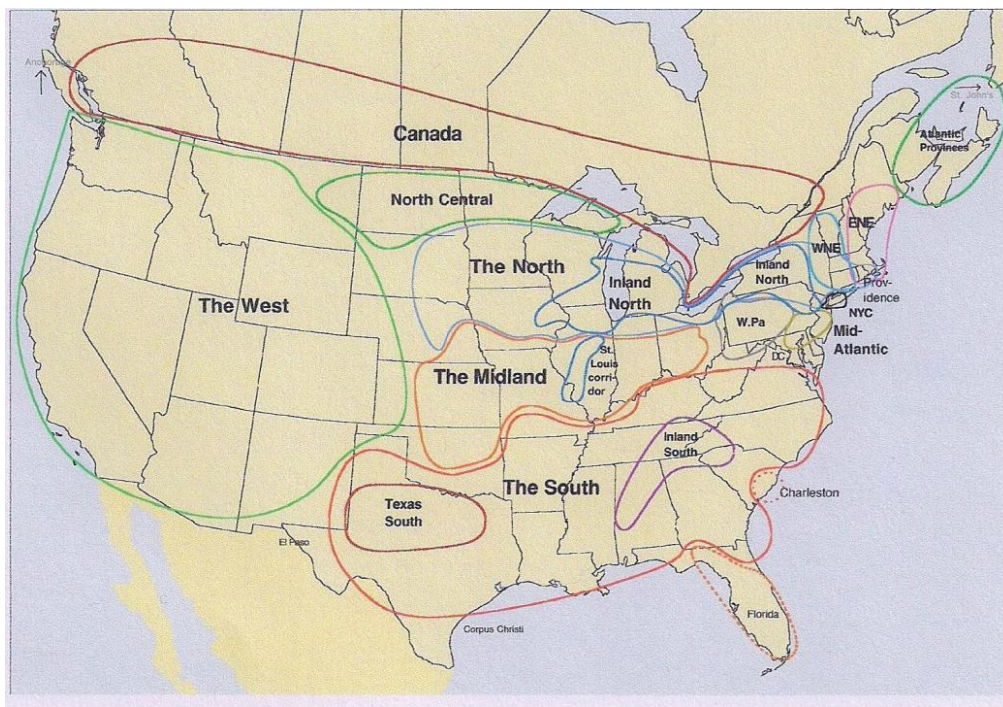 Anchorage
St. John's
Canada
Atlantic
Provinces
North Central
ENE
WNE
The North
Inland
North
Inland
North
Prov-
idence
The West
NYC
W.Pa
Mid-
Atlantic
DC
The Midland
St.
Louis
corri-
dor
Inland
South
The South
Charleston
Texas
South
El Paso
Florida
Corpus Christi